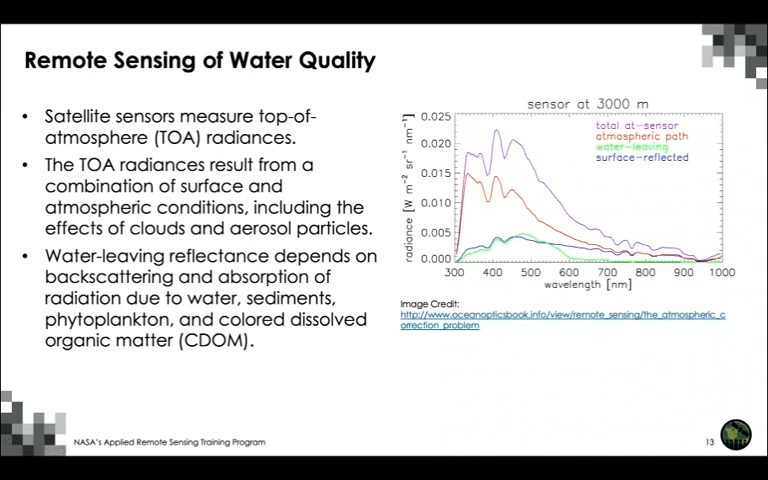 Remote Sensing of Water Quality
• Satellite sensors measure top-of-
atmosphere (TOA) radiances.
• The TOA radiances result from a
combination of surface and
atmospheric conditions, including the
effects of clouds and aerosol particles.
• Water-leaving reflectance depends on
backscattering and absorption of
radiation due to water, sediments,
phytoplankton, and colored dissolved
organic matter (CDOM).
sensor at 3000 m
total at-sensor
atmospheric path
water-leaving
surface-reflected
radiance [W m⁻² sr⁻¹ nm⁻¹]
0.025
0.020
0.015
0.010
0.005
0.000
300 400 500 600 700 800 900 1000
wavelength [nm]
Image Credit:
http://www.oceanopticsbook.info/view/remote_sensing/the_atmospheric_c
orrection_problem
NASA's Applied Remote Sensing Training Program
13